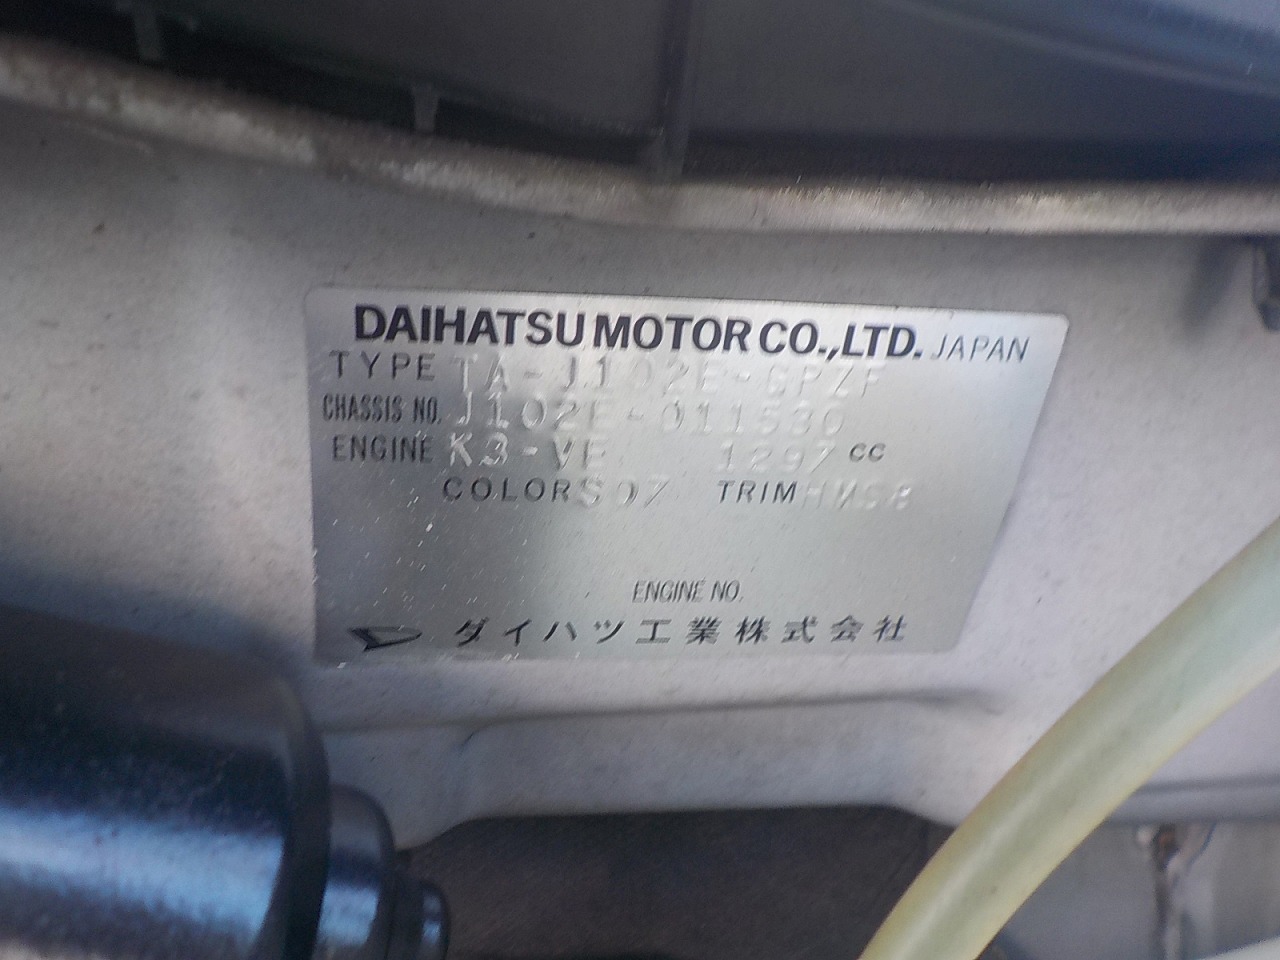 DAIHATSU MOTOR CO.,LTD. JAPAN
TYPE TA-J102E-GPZF
CHASSIS NO. J102E-011530
ENGINE K3-VE 1297 CC
COLOR S07 TRIM HM58
ENGINE NO.
ダイハツ工業株式会社